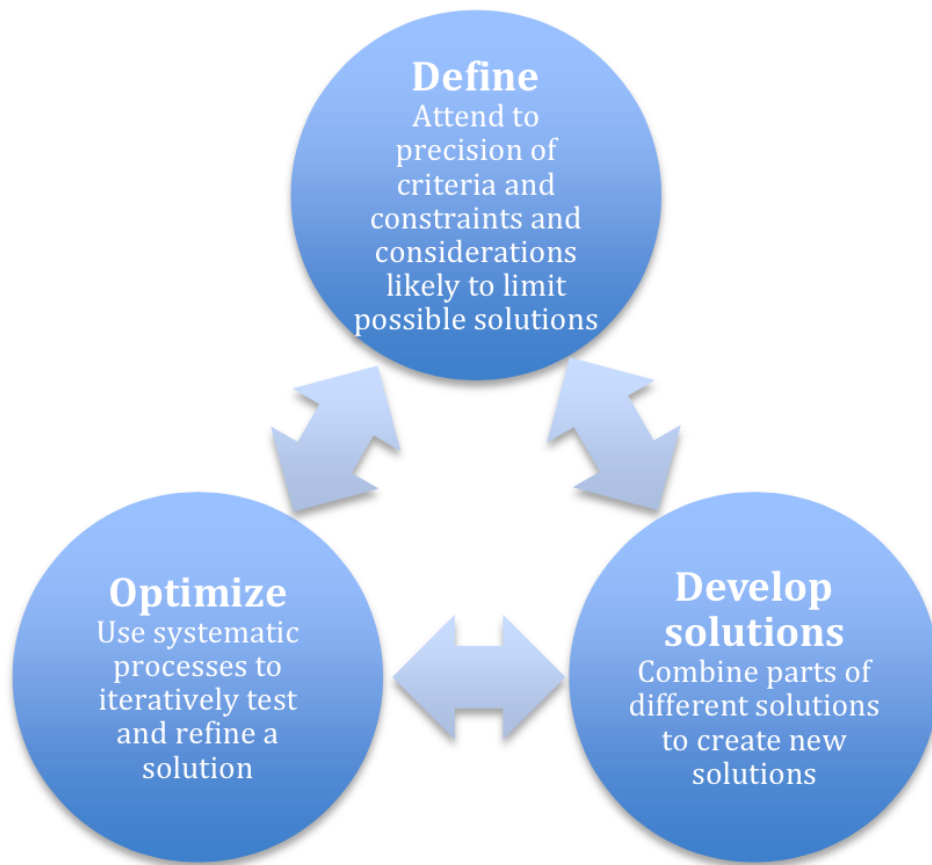 Define
Attend to
precision of
criteria and
constraints and
considerations
likely to limit
possible solutions
Optimize
Use systematic
processes to
iteratively test
and refine a
solution
Develop
solutions
Combine parts of
different solutions
to create new
solutions